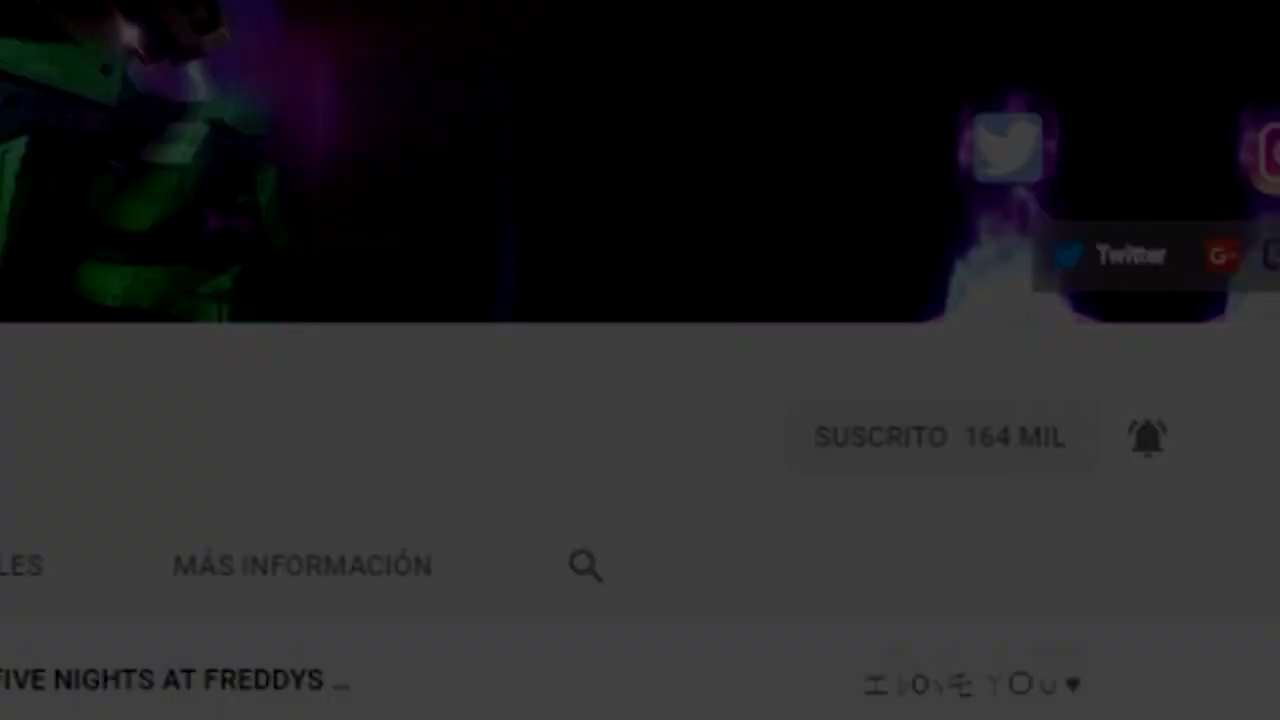 Twitter
SUSCRITO 164 MIL
LES MÁS INFORMACIÓN
FIVE NIGHTS AT FREDDYS ...